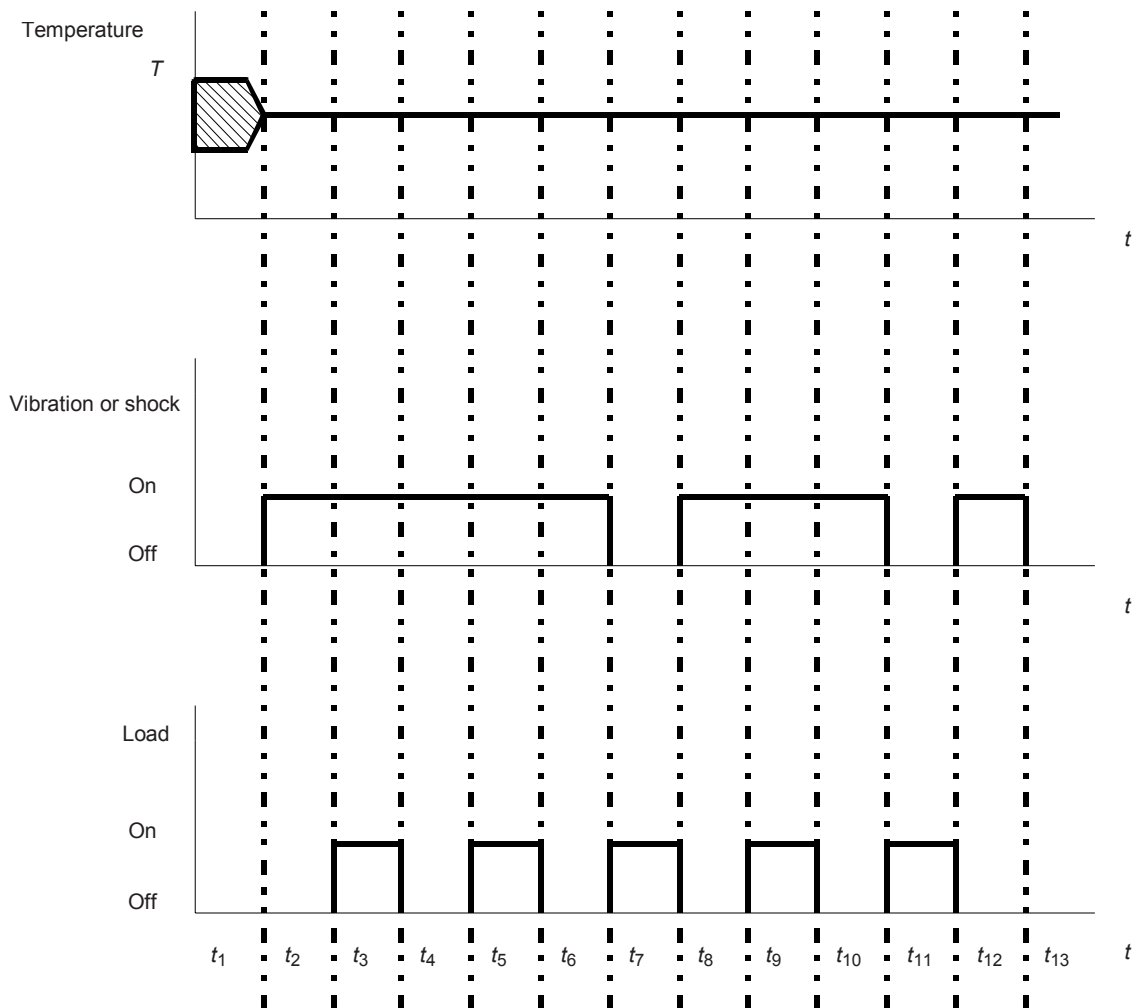 Temperature
T
t
Vibration or shock
On
Off
t
Load
On
Off
t1 t2 t3 t4 t5 t6 t7 t8 t9 t10 t11 t12 t13 t